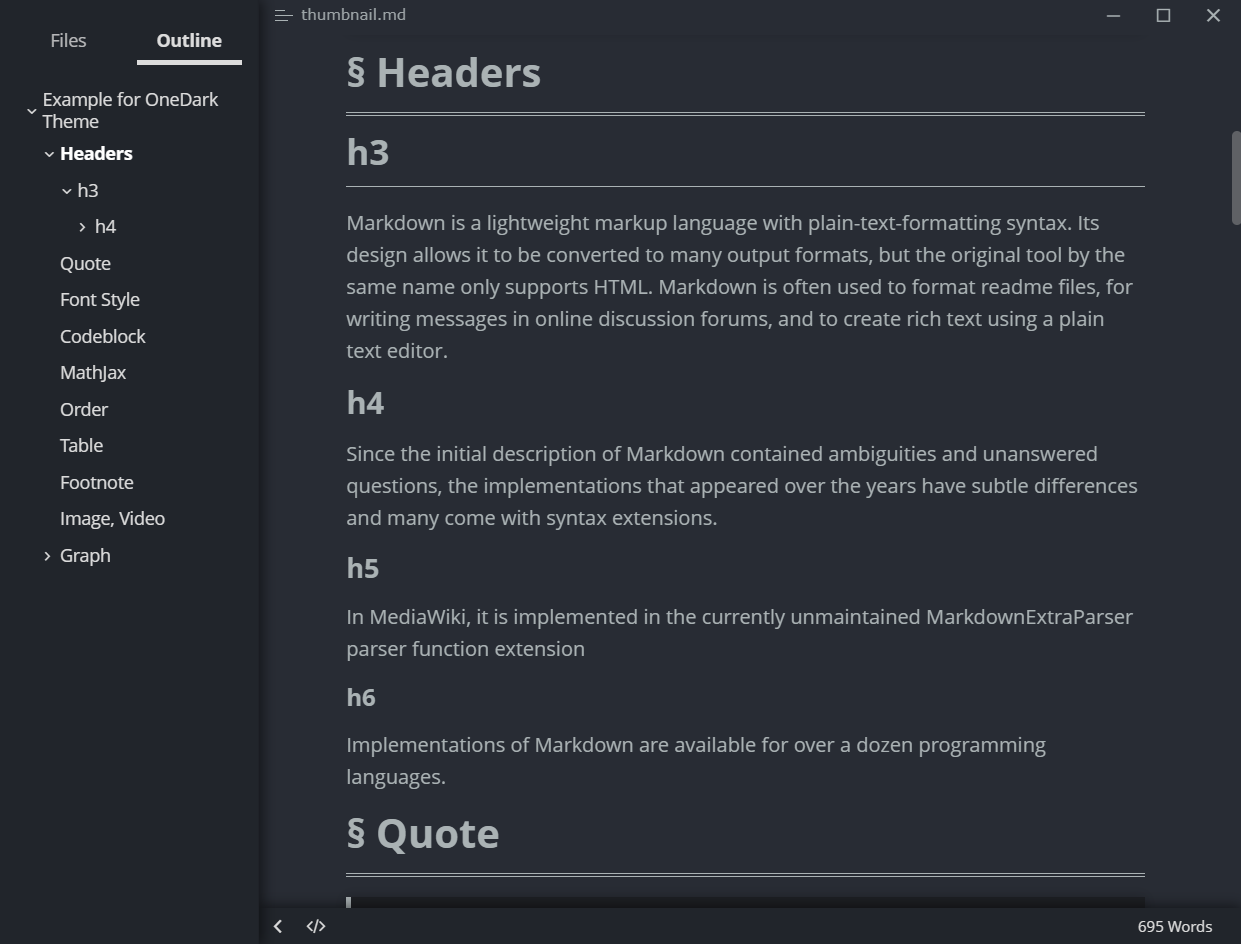 Files
Outline
Example for OneDark
Theme
Headers
h3
h4
Quote
Font Style
Codeblock
MathJax
Order
Table
Footnote
Image, Video
Graph
thumbnail.md
§ Headers
h3
Markdown is a lightweight markup language with plain-text-formatting syntax. Its
design allows it to be converted to many output formats, but the original tool by the
same name only supports HTML. Markdown is often used to format readme files, for
writing messages in online discussion forums, and to create rich text using a plain
text editor.
h4
Since the initial description of Markdown contained ambiguities and unanswered
questions, the implementations that appeared over the years have subtle differences
and many come with syntax extensions.
h5
In MediaWiki, it is implemented in the currently unmaintained MarkdownExtraParser
parser function extension
h6
Implementations of Markdown are available for over a dozen programming
languages.
§ Quote
</> 
695 Words